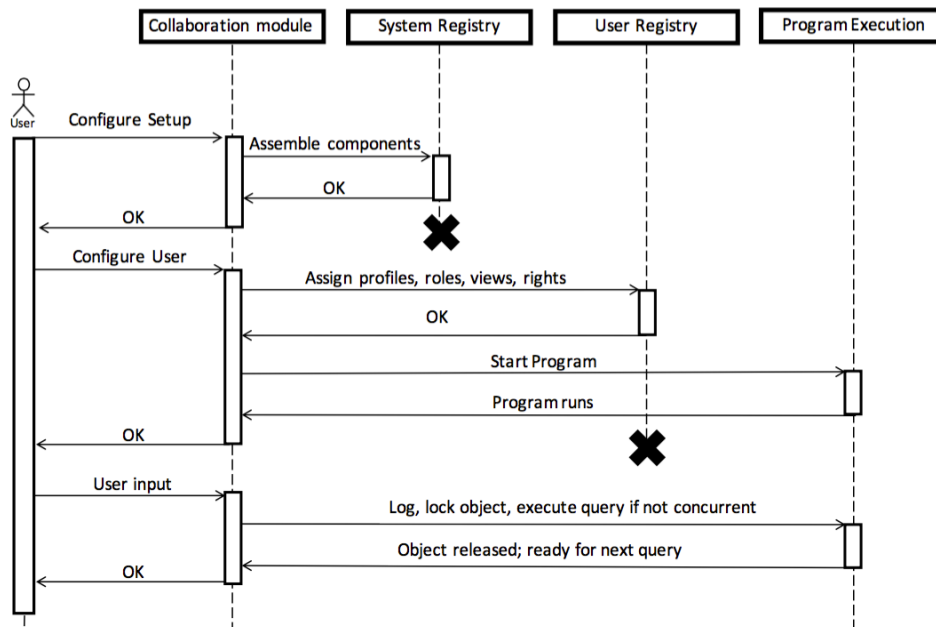 Collaboration module
System Registry
User Registry
Program Execution
User
Configure Setup
Assemble components
OK
OK
Configure User
Assign profiles, roles, views, rights
OK
Start Program
Program runs
OK
User input
Log, lock object, execute query if not concurrent
Object released; ready for next query
OK